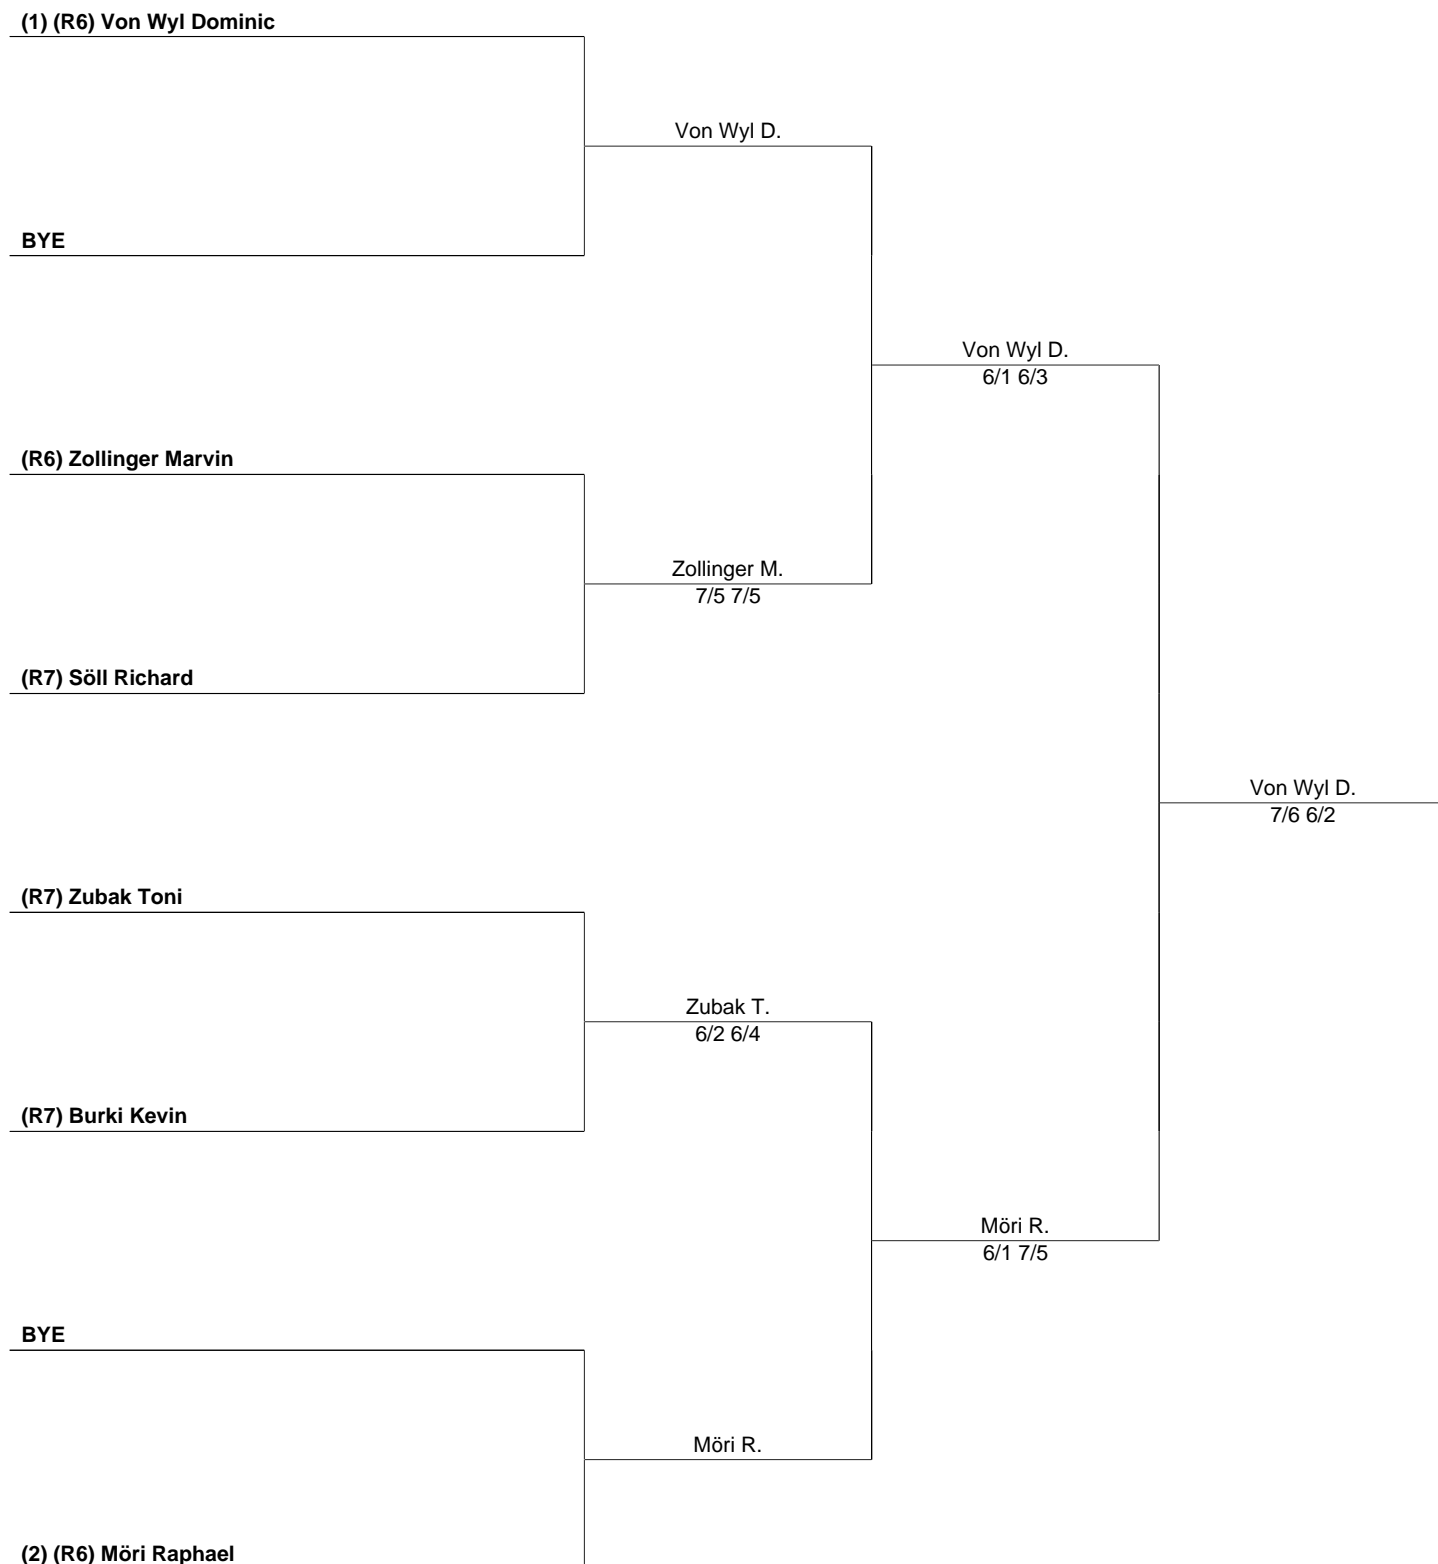 (1) (R6) Von Wyl Dominic
Von Wyl D.
BYE
Von Wyl D.
6/1 6/3
(R6) Zollinger Marvin
Zollinger M.
7/5 7/5
(R7) Söll Richard
Von Wyl D.
7/6 6/2
(R7) Zubak Toni
Zubak T.
6/2 6/4
(R7) Burki Kevin
Möri R.
6/1 7/5
BYE
Möri R.
(2) (R6) Möri Raphael